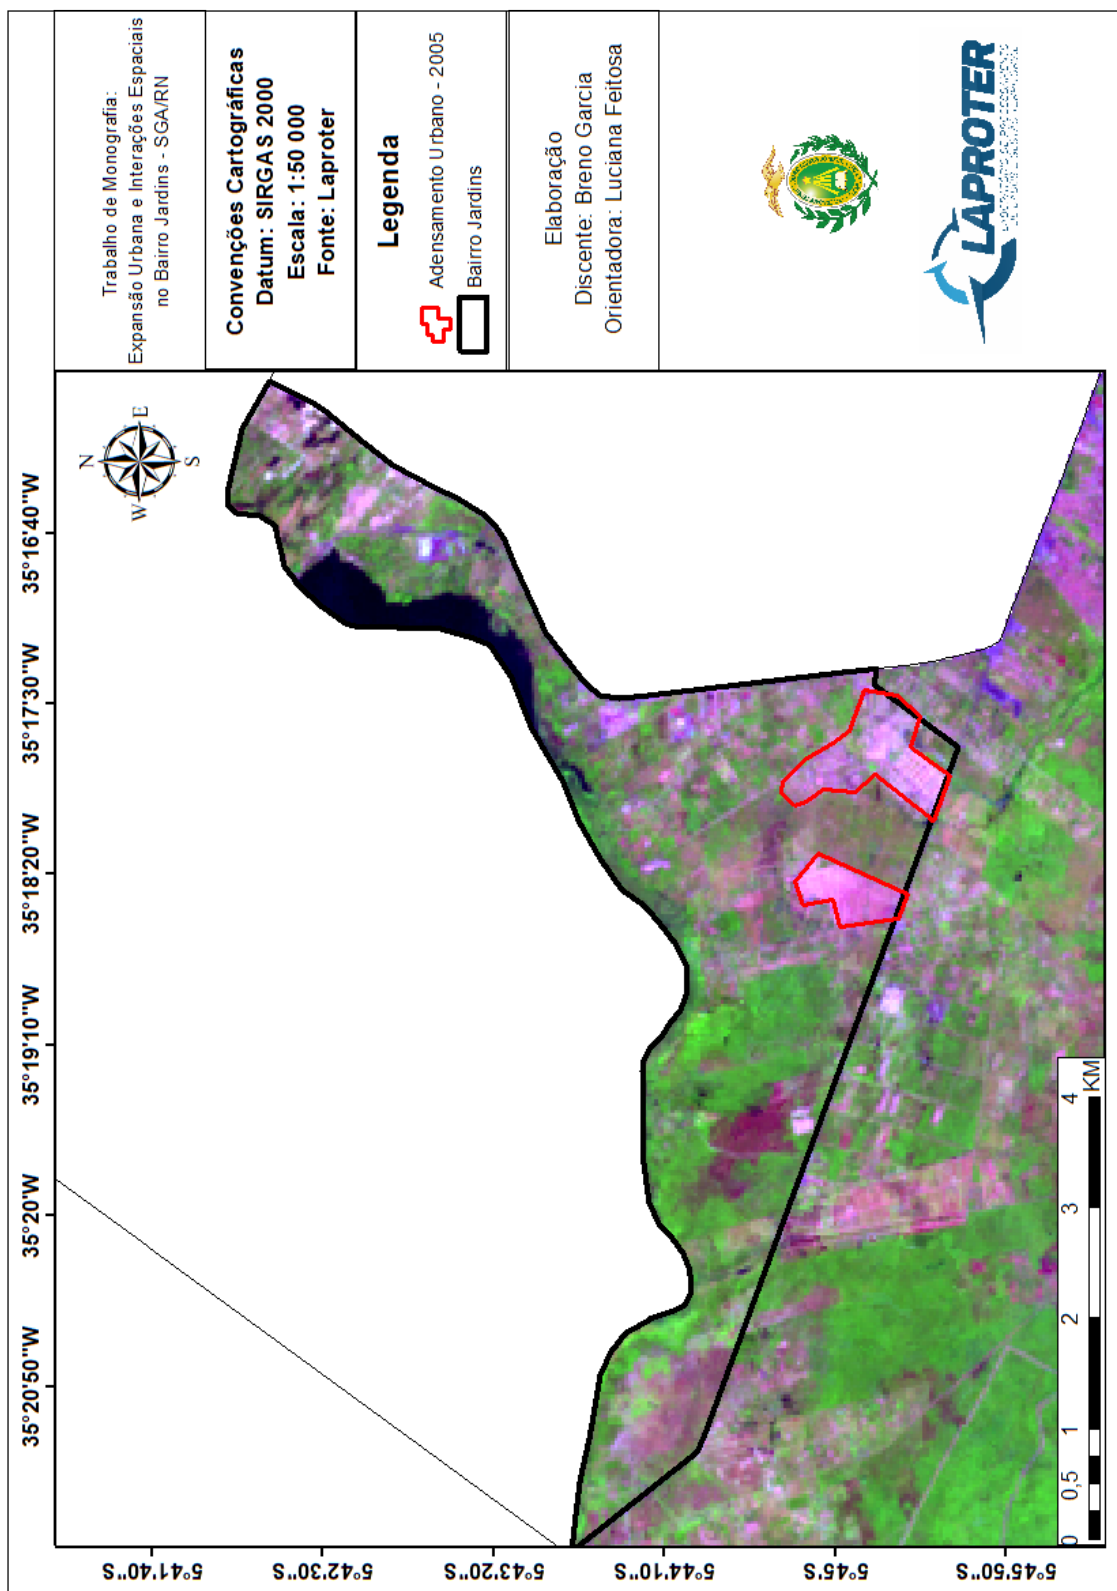 Trabalho de Monografia:
Expansão Urbana e Interações Espaciais
no Bairro Jardins - SGA/RN
Convenções Cartográficas
Datum: SIRGAS 2000
Escala: 1:50 000
Fonte: Laproter
Legenda
Adensamento Urbano - 2005
Bairro Jardins
Elaboração
Discente: Breno Garcia
Orientadora: Luciana Feitosa
LAPROTER
N
W E
S
35°20'50"W 35°20'W 35°19'10"W 35°18'20"W 35°17'30"W 35°16'40"W
5°41'40"S
5°42'30"S
5°43'20"S
5°44'10"S
5°45'S
5°45'50"S
0 0,5 1 2 3 4
KM